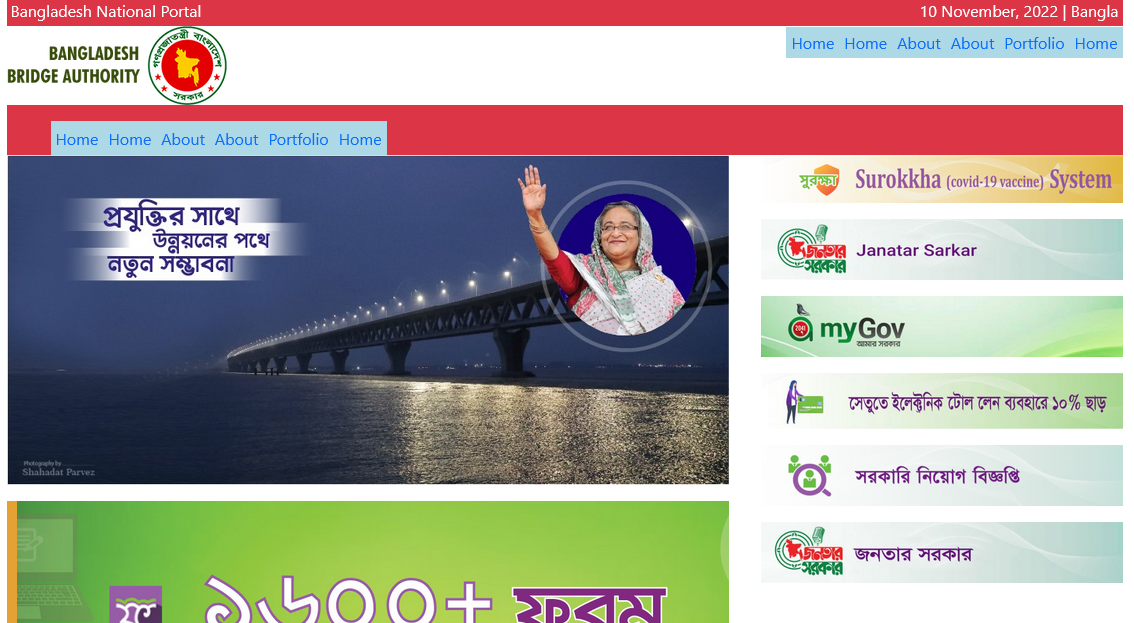 Bangladesh National Portal
10 November, 2022 | Bangla
BANGLADESH
BRIDGE AUTHORITY
গণপ্রজাতন্ত্রী বাংলাদেশ
সরকার
Home Home About About Portfolio Home
Home Home About About Portfolio Home
প্রযুক্তির সাথে
উন্নয়নের পথে
নতুন সম্ভাবনা
Photography by
Shahadat Parvez
সুরক্ষা Surokkha (covid-19 vaccine) System
জনতার
সরকার
Janatar Sarkar
2041
myGov
আমার সরকার
সেতুতে ইলেক্ট্রনিক টোল লেন ব্যবহারে ১০% ছাড়
সরকারি নিয়োগ বিজ্ঞপ্তি
জনতার
সরকার
জনতার সরকার
১৬০০+ ফরম